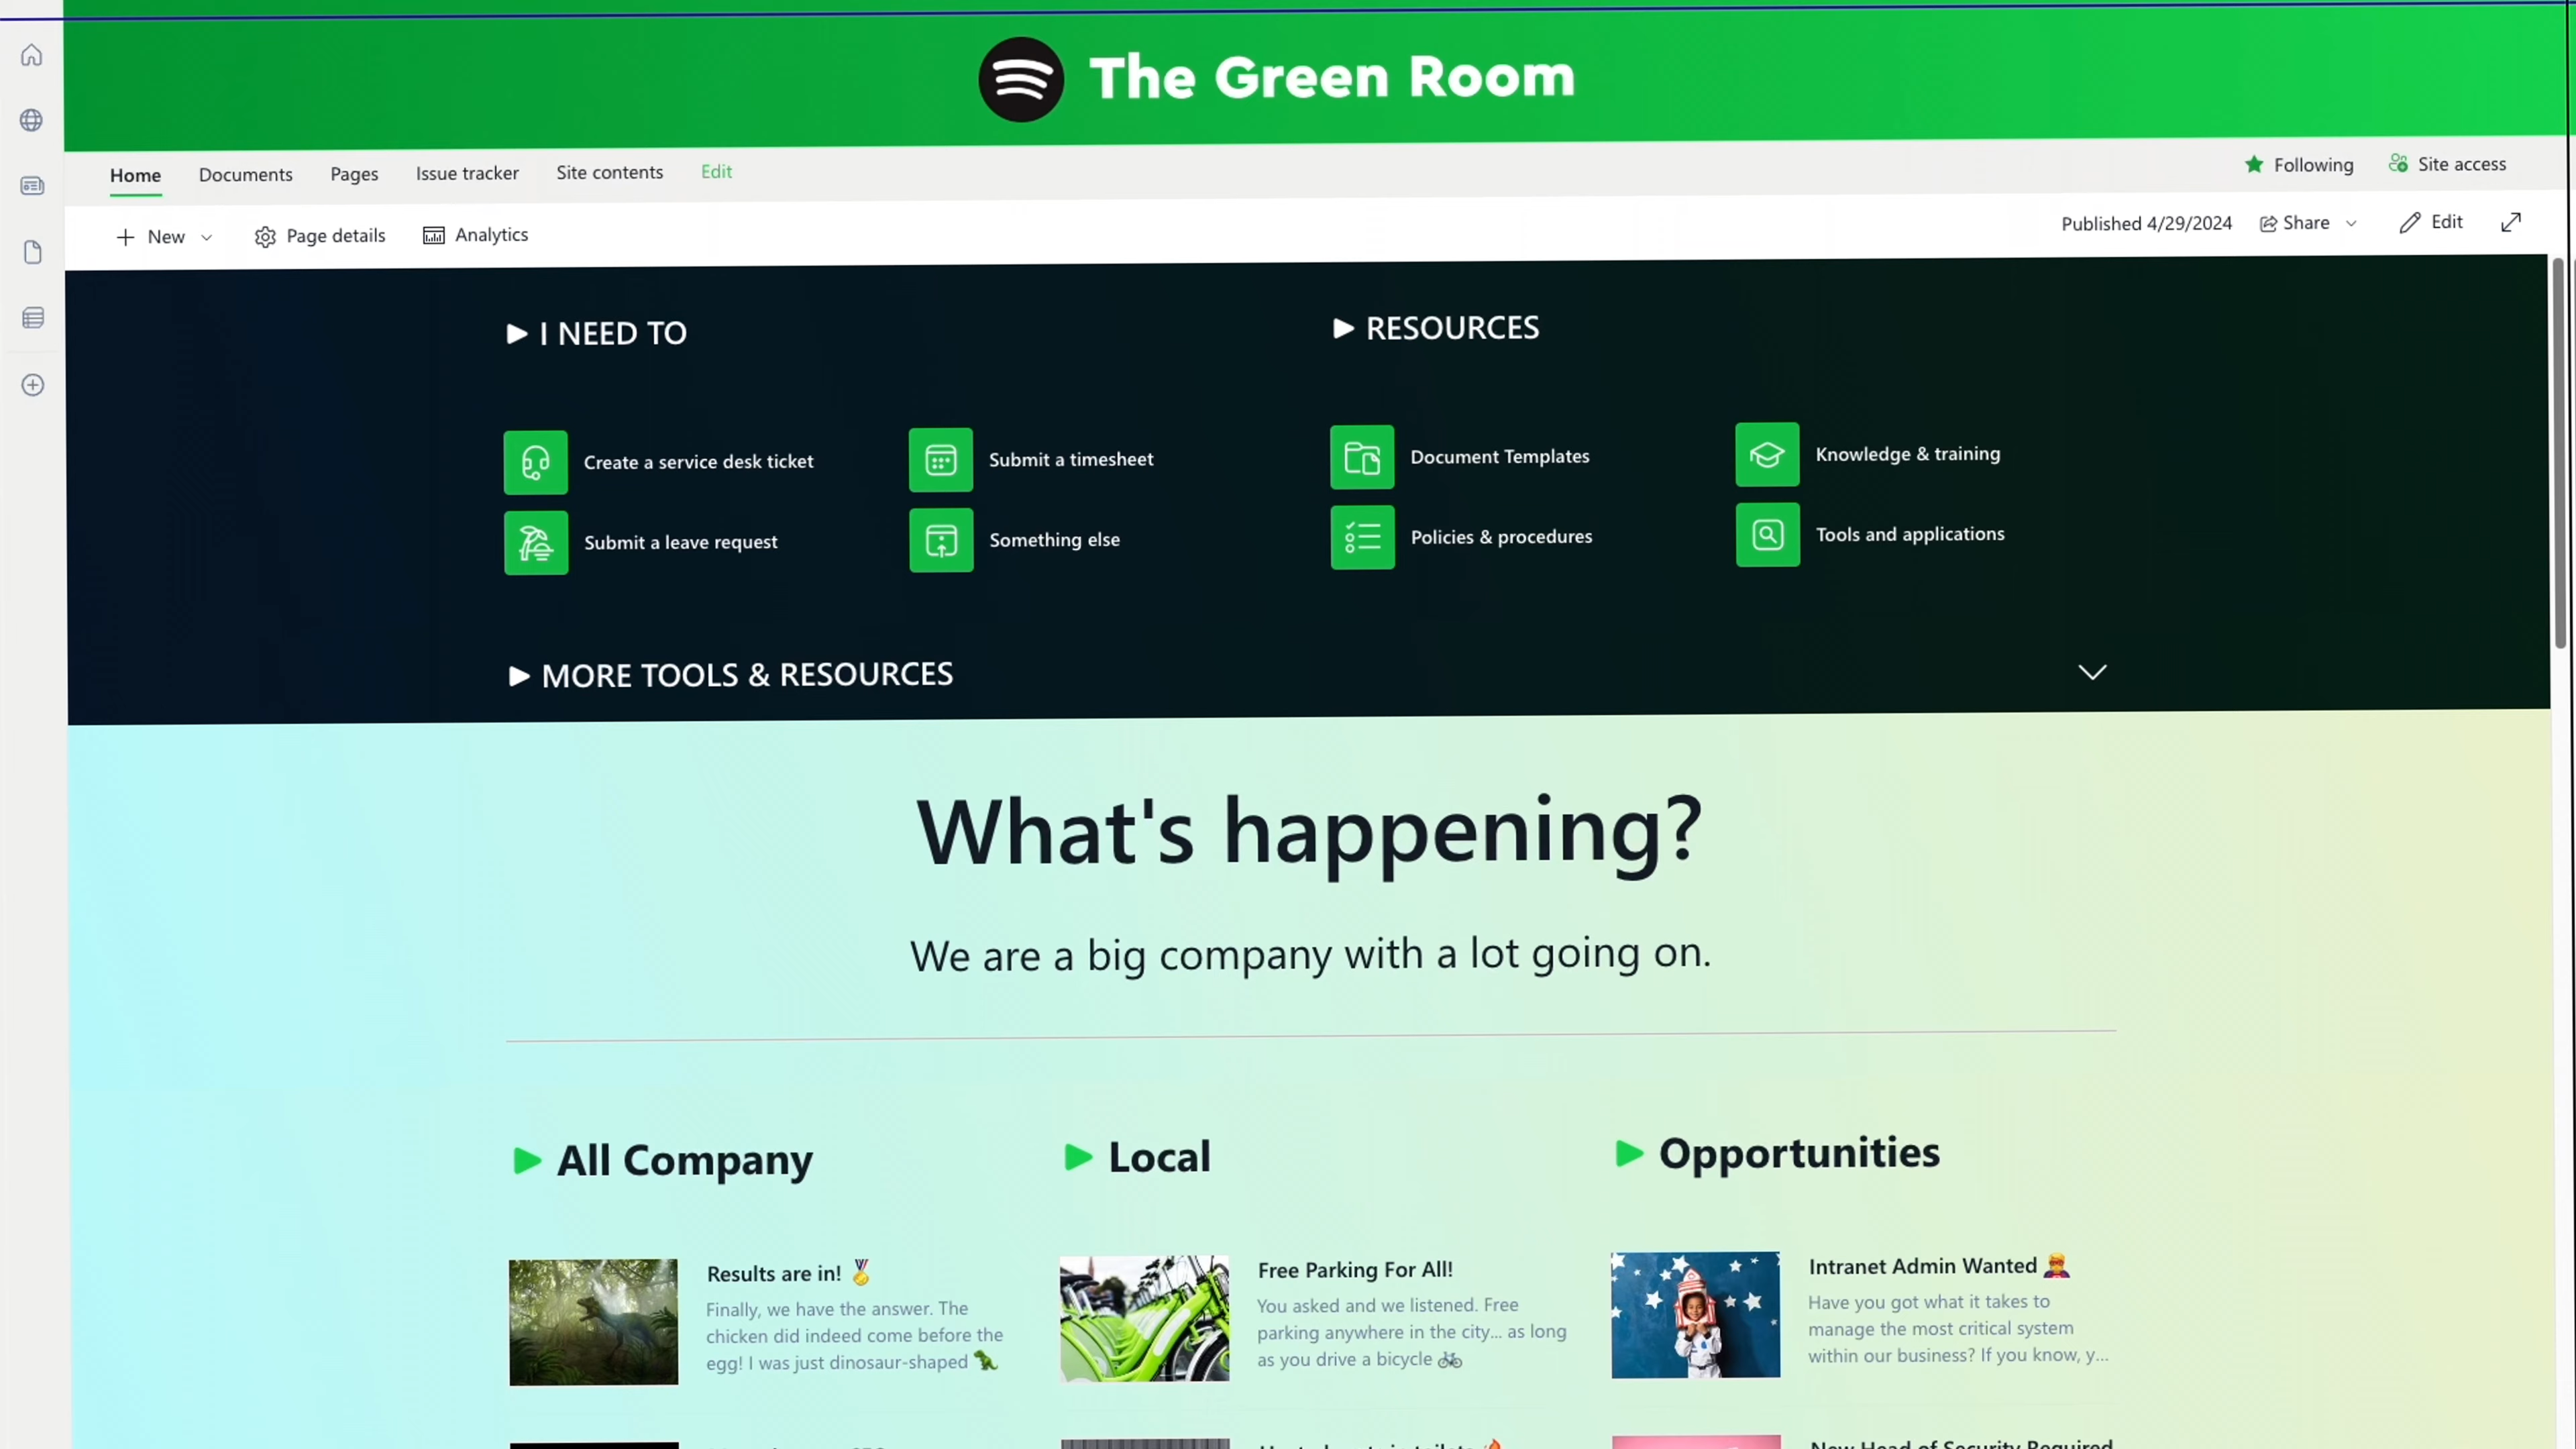 The Green Room
Home Documents Pages Issue tracker Site contents Edit
Following Site access
New Page details Analytics
Published 4/29/2024 Share Edit
I NEED TO
Create a service desk ticket
Submit a timesheet
Submit a leave request
Something else
RESOURCES
Document Templates
Knowledge & training
Policies & procedures
Tools and applications
MORE TOOLS & RESOURCES
What's happening?
We are a big company with a lot going on.
All Company
Results are in! 🏅
Finally, we have the answer. The
chicken did indeed come before the
egg! I was just dinosaur-shaped 🦖
Local
Free Parking For All!
You asked and we listened. Free
parking anywhere in the city... as long
as you drive a bicycle 🚲
Opportunities
Intranet Admin Wanted 🦸
Have you got what it takes to
manage the most critical system
within our business? If you know, y...
New Head of Security Required